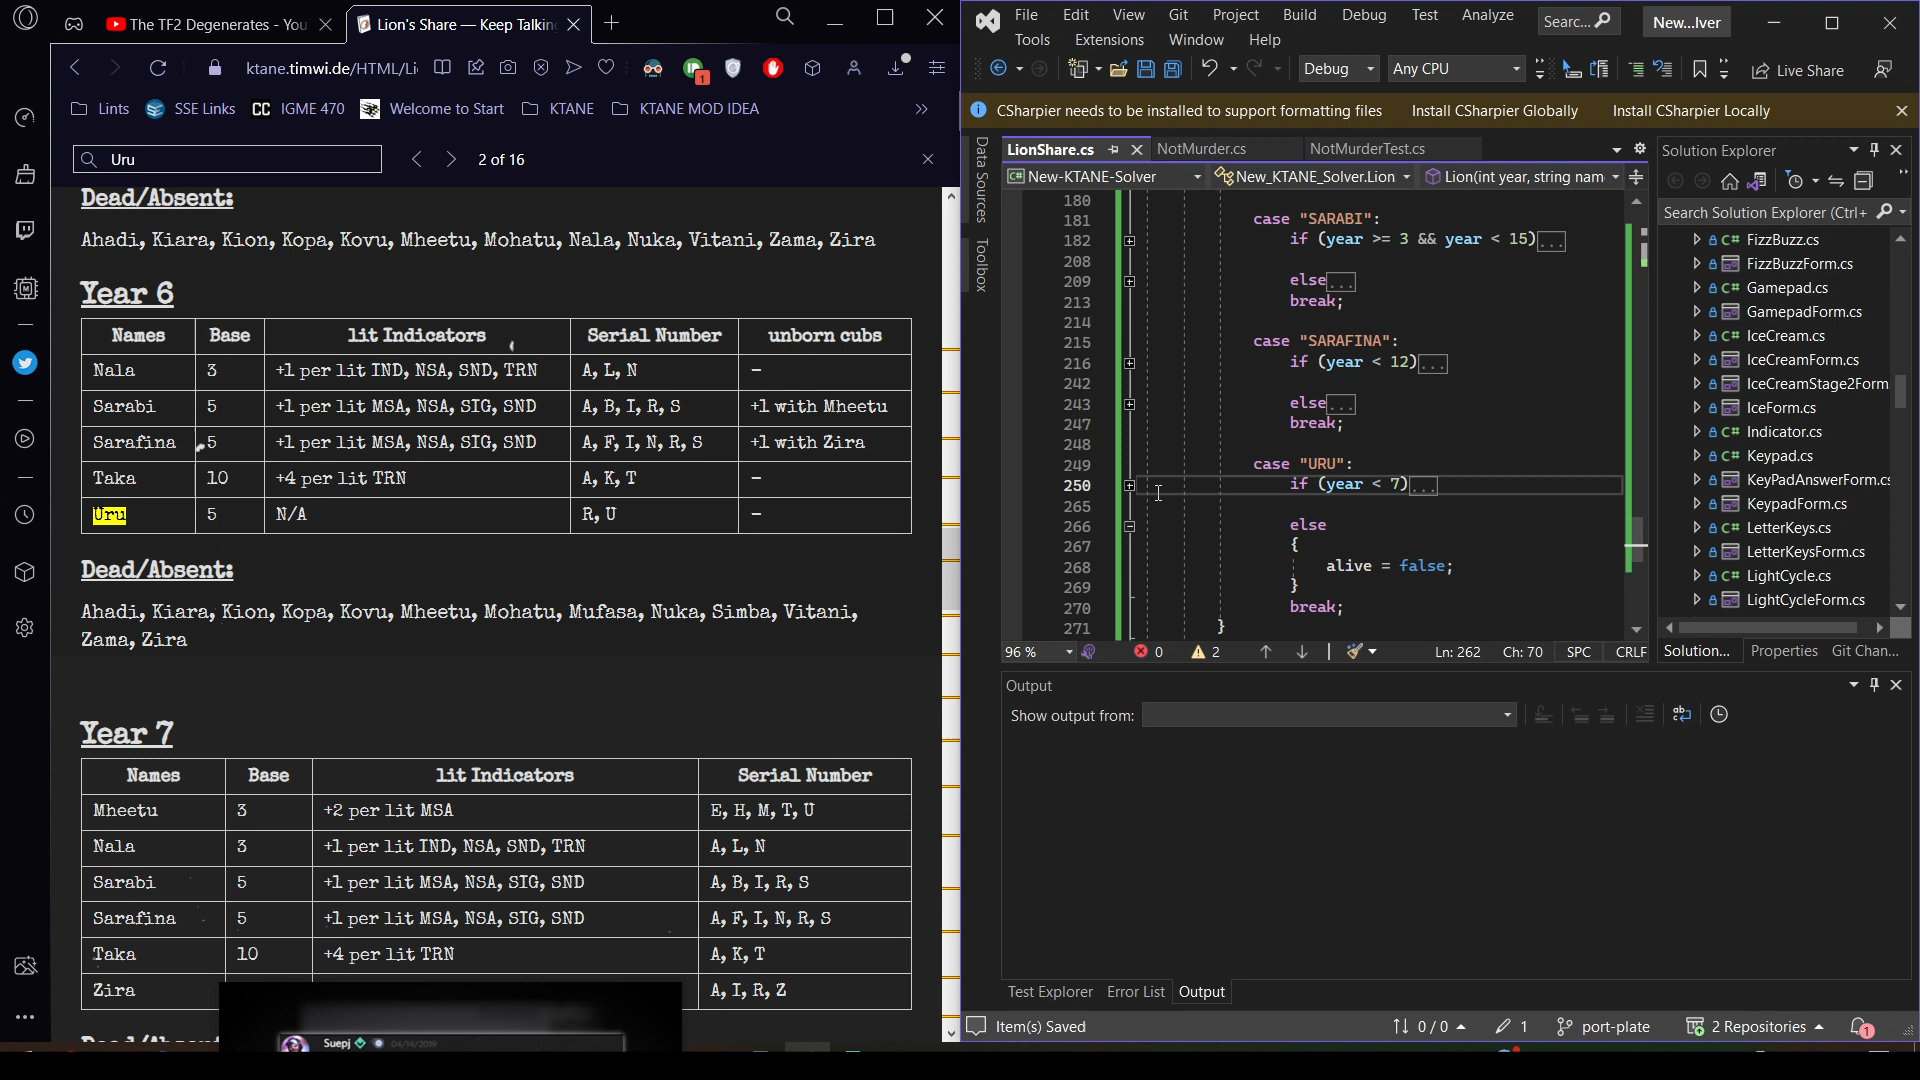 The TF2 Degenerates - You
Lion's Share — Keep Talkin
ktane.timwi.de/HTML/Li
1
Lints
SSE Links
CC IGME 470
Welcome to Start
KTANE
KTANE MOD IDEA
Uru
2 of 16
Dead/Absent:
Ahadi, Kiara, Kion, Kopa, Kovu, Mheetu, Mohatu, Nala, Nuka, Vitani, Zama, Zira
Year 6
Names Base lit Indicators Serial Number unborn cubs
Nala 3 +1 per lit IND, NSA, SND, TRN A, L, N –
Sarabi 5 +1 per lit MSA, NSA, SIG, SND A, B, I, R, S +1 with Mheetu
Sarafina 5 +1 per lit MSA, NSA, SIG, SND A, F, I, N, R, S +1 with Zira
Taka 10 +4 per lit TRN A, K, T –
Uru 5 N/A R, U –
Dead/Absent:
Ahadi, Kiara, Kion, Kopa, Kovu, Mheetu, Mohatu, Mufasa, Nuka, Simba, Vitani,
Zama, Zira
Year 7
Names Base lit Indicators Serial Number
Mheetu 3 +2 per lit MSA E, H, M, T, U
Nala 3 +1 per lit IND, NSA, SND, TRN A, L, N
Sarabi 5 +1 per lit MSA, NSA, SIG, SND A, B, I, R, S
Sarafina 5 +1 per lit MSA, NSA, SIG, SND A, F, I, N, R, S
Taka 10 +4 per lit TRN A, K, T
Zira A, I, R, Z
Suepj 04/14/2019
File Edit View Git Project Build Debug Test Analyze
Searc...
New...lver
Tools Extensions Window Help
Debug
Any CPU
Live Share
CSharpier needs to be installed to support formatting files
Install CSharpier Globally
Install CSharpier Locally
Data Sources
Toolbox
LionShare.cs
NotMurder.cs
NotMurderTest.cs
New-KTANE-Solver
New_KTANE_Solver.Lion
Lion(int year, string nam
180
181 case "SARABI":
182 if (year >= 3 && year < 15)...
208
209 else...
213 break;
214
215 case "SARAFINA":
216 if (year < 12)...
242
243 else...
247 break;
248
249 case "URU":
250 if (year < 7)...
265
266 else
267 {
268 alive = false;
269 }
270 break;
271 }
96 %
0
2
Ln: 262
Ch: 70
SPC
CRLF
Solution Explorer
Search Solution Explorer (Ctrl+
C# FizzBuzz.cs
FizzBuzzForm.cs
C# Gamepad.cs
GamepadForm.cs
C# IceCream.cs
IceCreamForm.cs
IceCreamStage2Form.
IceForm.cs
C# Indicator.cs
C# Keypad.cs
KeyPadAnswerForm.cs
KeypadForm.cs
C# LetterKeys.cs
LetterKeysForm.cs
C# LightCycle.cs
LightCycleForm.cs
Solution...
Properties
Git Chan...
Output
Show output from:
Test Explorer
Error List
Output
Item(s) Saved
0 / 0
1
port-plate
2 Repositories
1